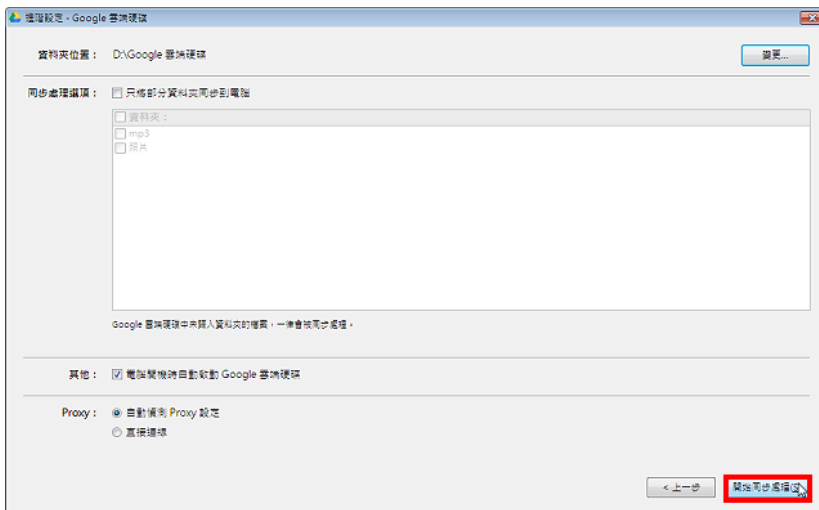 進階設定 - Google 雲端硬碟
資料夾位置： D:\Google 雲端硬碟 變更...
同步處理選項： 只將部分資料夾同步到電腦
資料夾：
mp3
照片
Google 雲端硬碟中未歸入資料夾的檔案，一律會被同步處理。
其他： 電腦開機時自動啟動 Google 雲端硬碟
Proxy： 自動偵測 Proxy 設定
直接連線
< 上一步 開始同步處理(S)